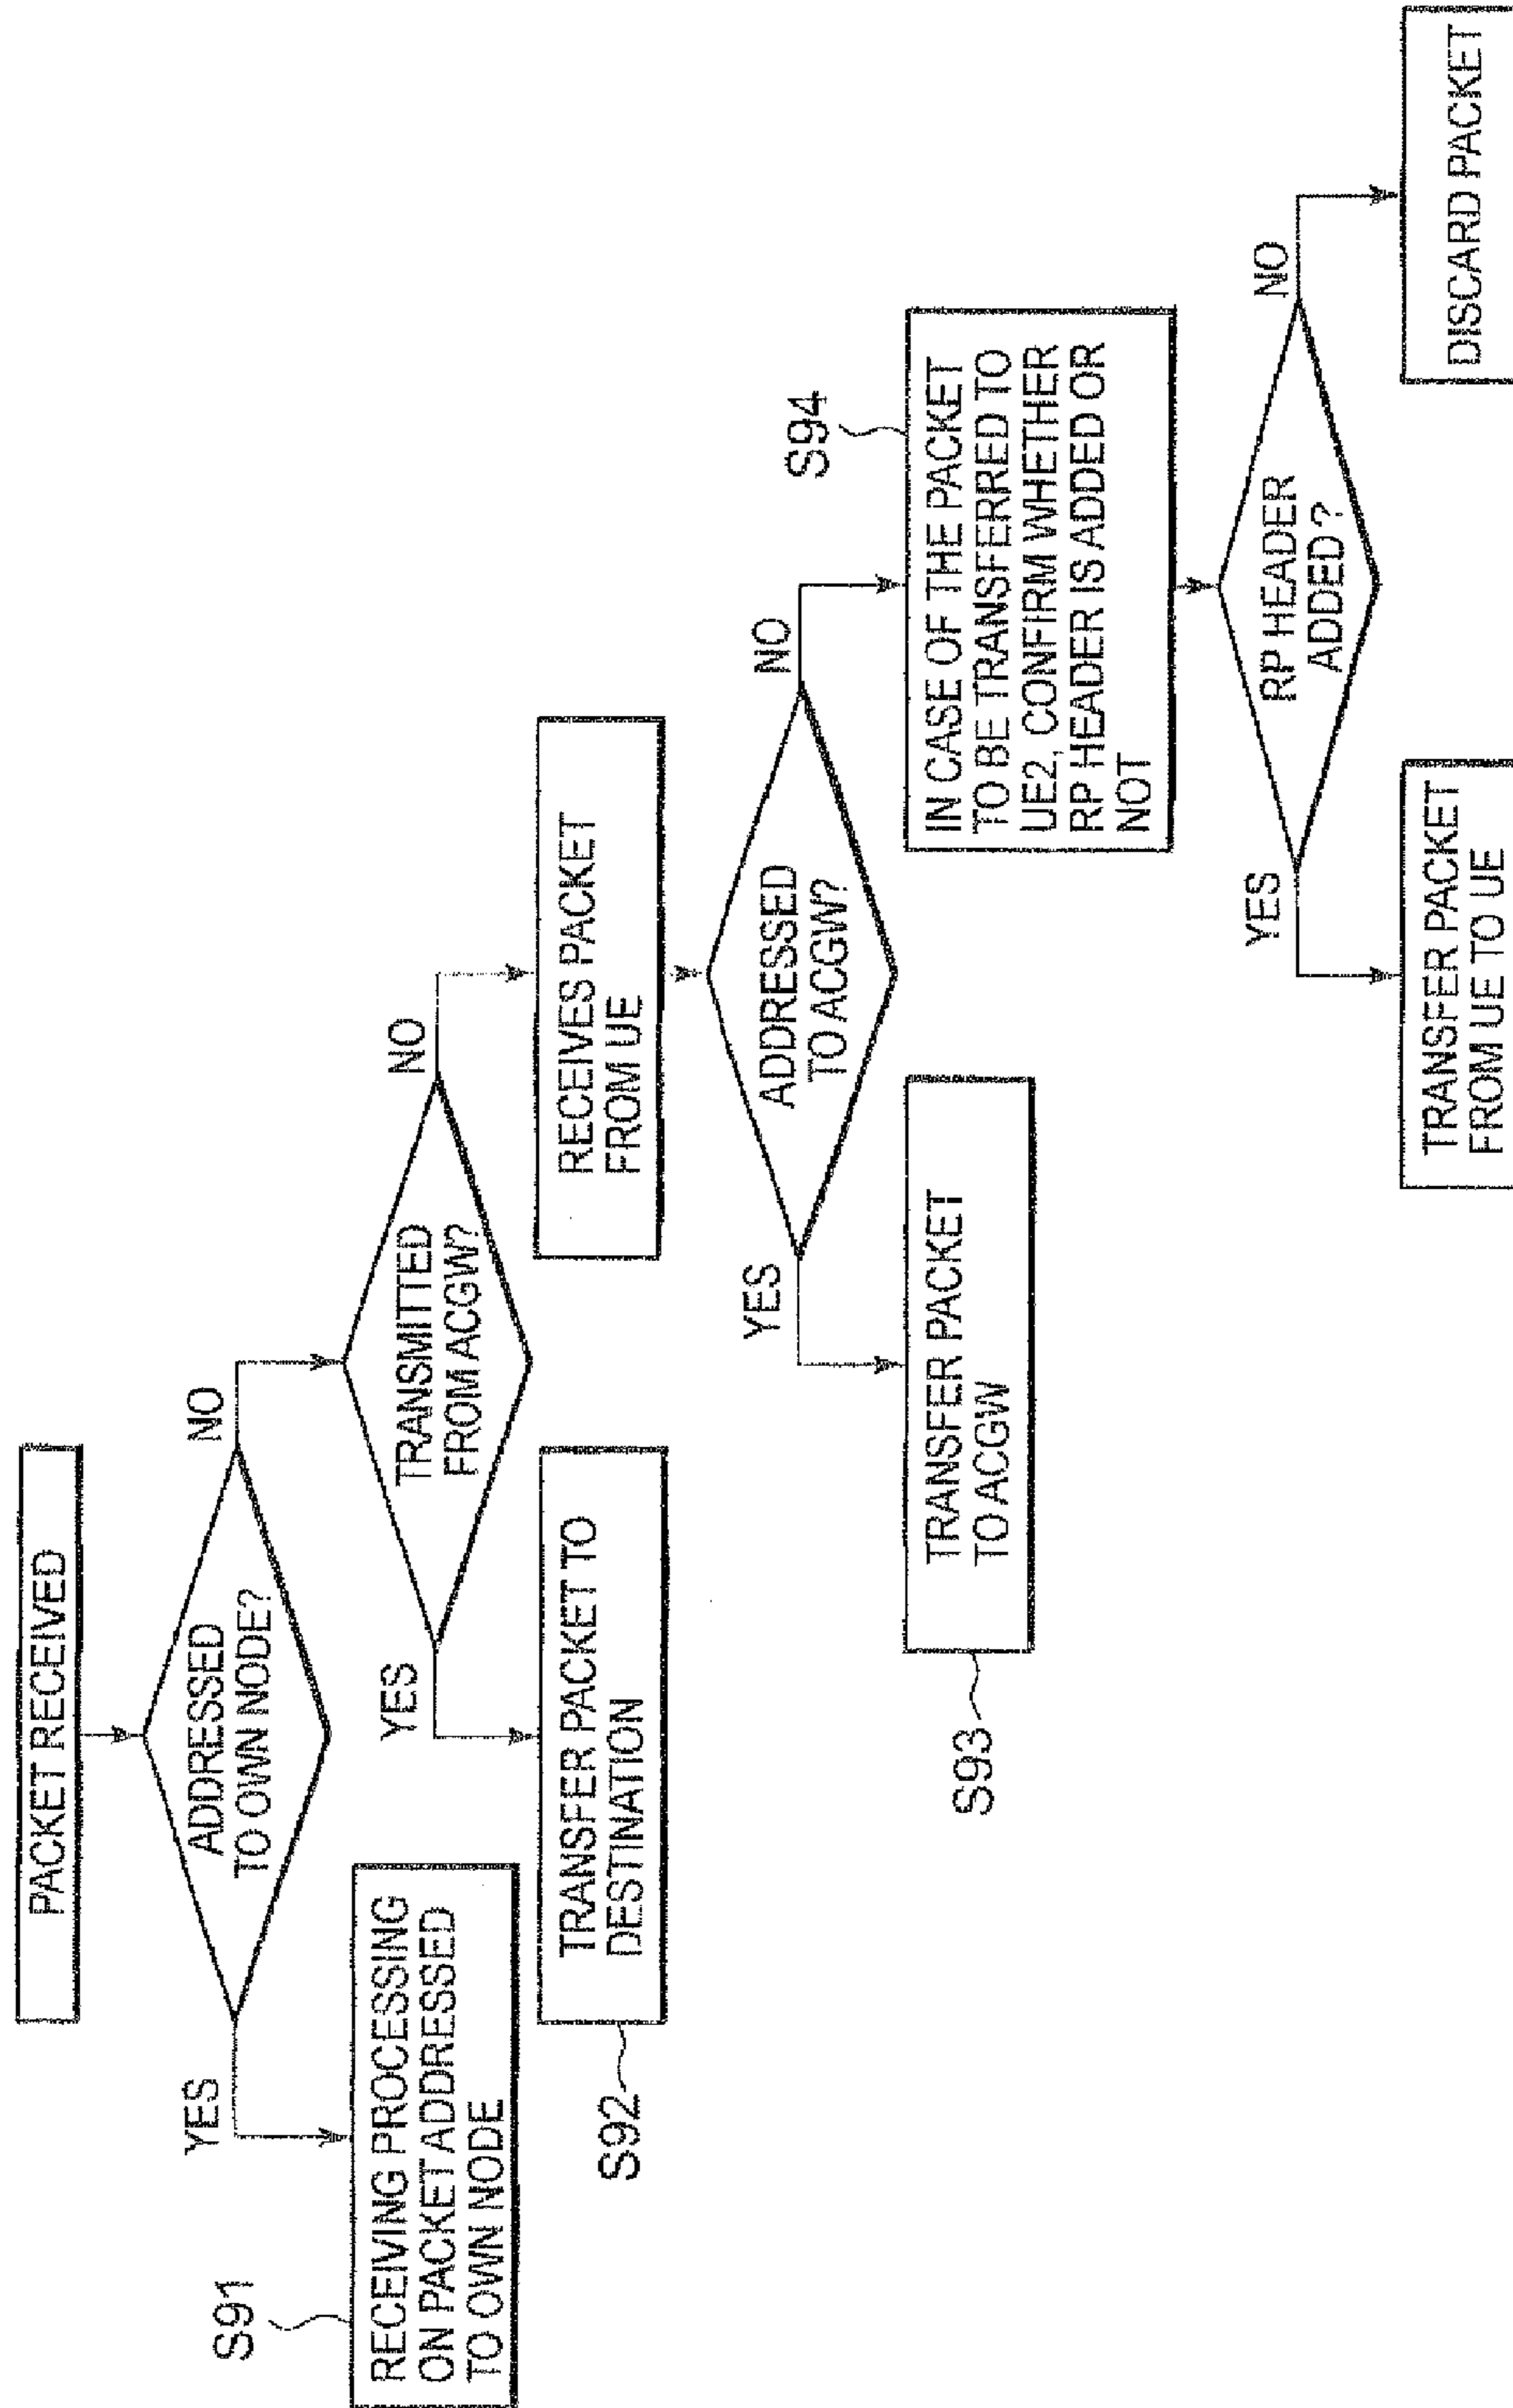 PACKET RECEIVED
ADDRESSED
TO OWN NODE?
YES
NO
S91
RECEIVING PROCESSING
ON PACKET ADDRESSED
TO OWN NODE
TRANSMITTED
FROM ACGW?
YES
NO
S92
TRANSFER PACKET TO
DESTINATION
RECEIVES PACKET
FROM UE
ADDRESSED
TO ACGW?
YES
NO
S93
TRANSFER PACKET
TO ACGW
S94
IN CASE OF THE PACKET
TO BE TRANSFERRED TO
UE2, CONFIRM WHETHER
RP HEADER IS ADDED OR
NOT
RP HEADER
ADDED?
YES
NO
TRANSFER PACKET
FROM UE TO UE
DISCARD PACKET